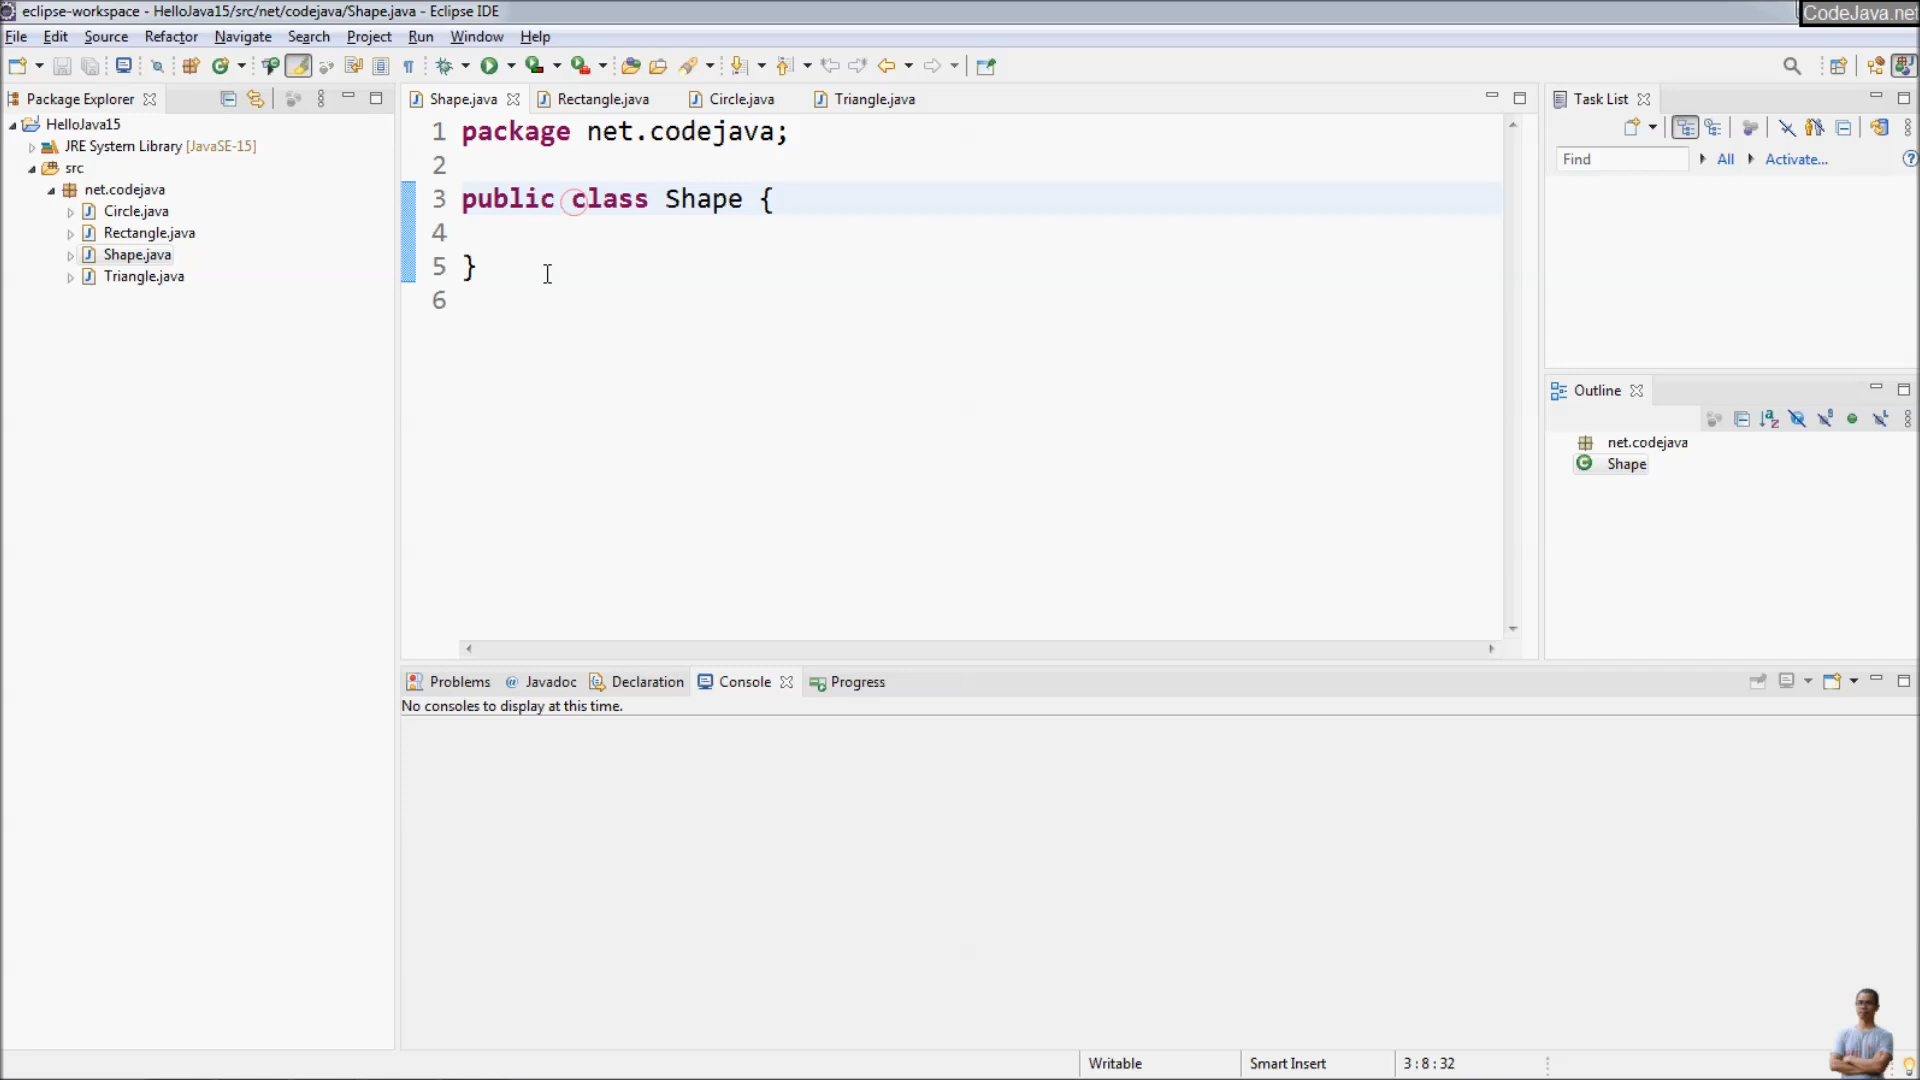 eclipse-workspace - HelloJava15/src/net/codejava/Shape.java - Eclipse IDE
CodeJava.net
File Edit Source Refactor Navigate Search Project Run Window Help
Package Explorer
Shape.java Rectangle.java Circle.java Triangle.java
Task List
HelloJava15
JRE System Library [JavaSE-15]
src
net.codejava
Circle.java
Rectangle.java
Shape.java
Triangle.java
1 package net.codejava;
2
3 public class Shape {
4
5 }
6
Find All Activate...
Outline
net.codejava
Shape
Problems @ Javadoc Declaration Console Progress
No consoles to display at this time.
Writable Smart Insert 3:8:32